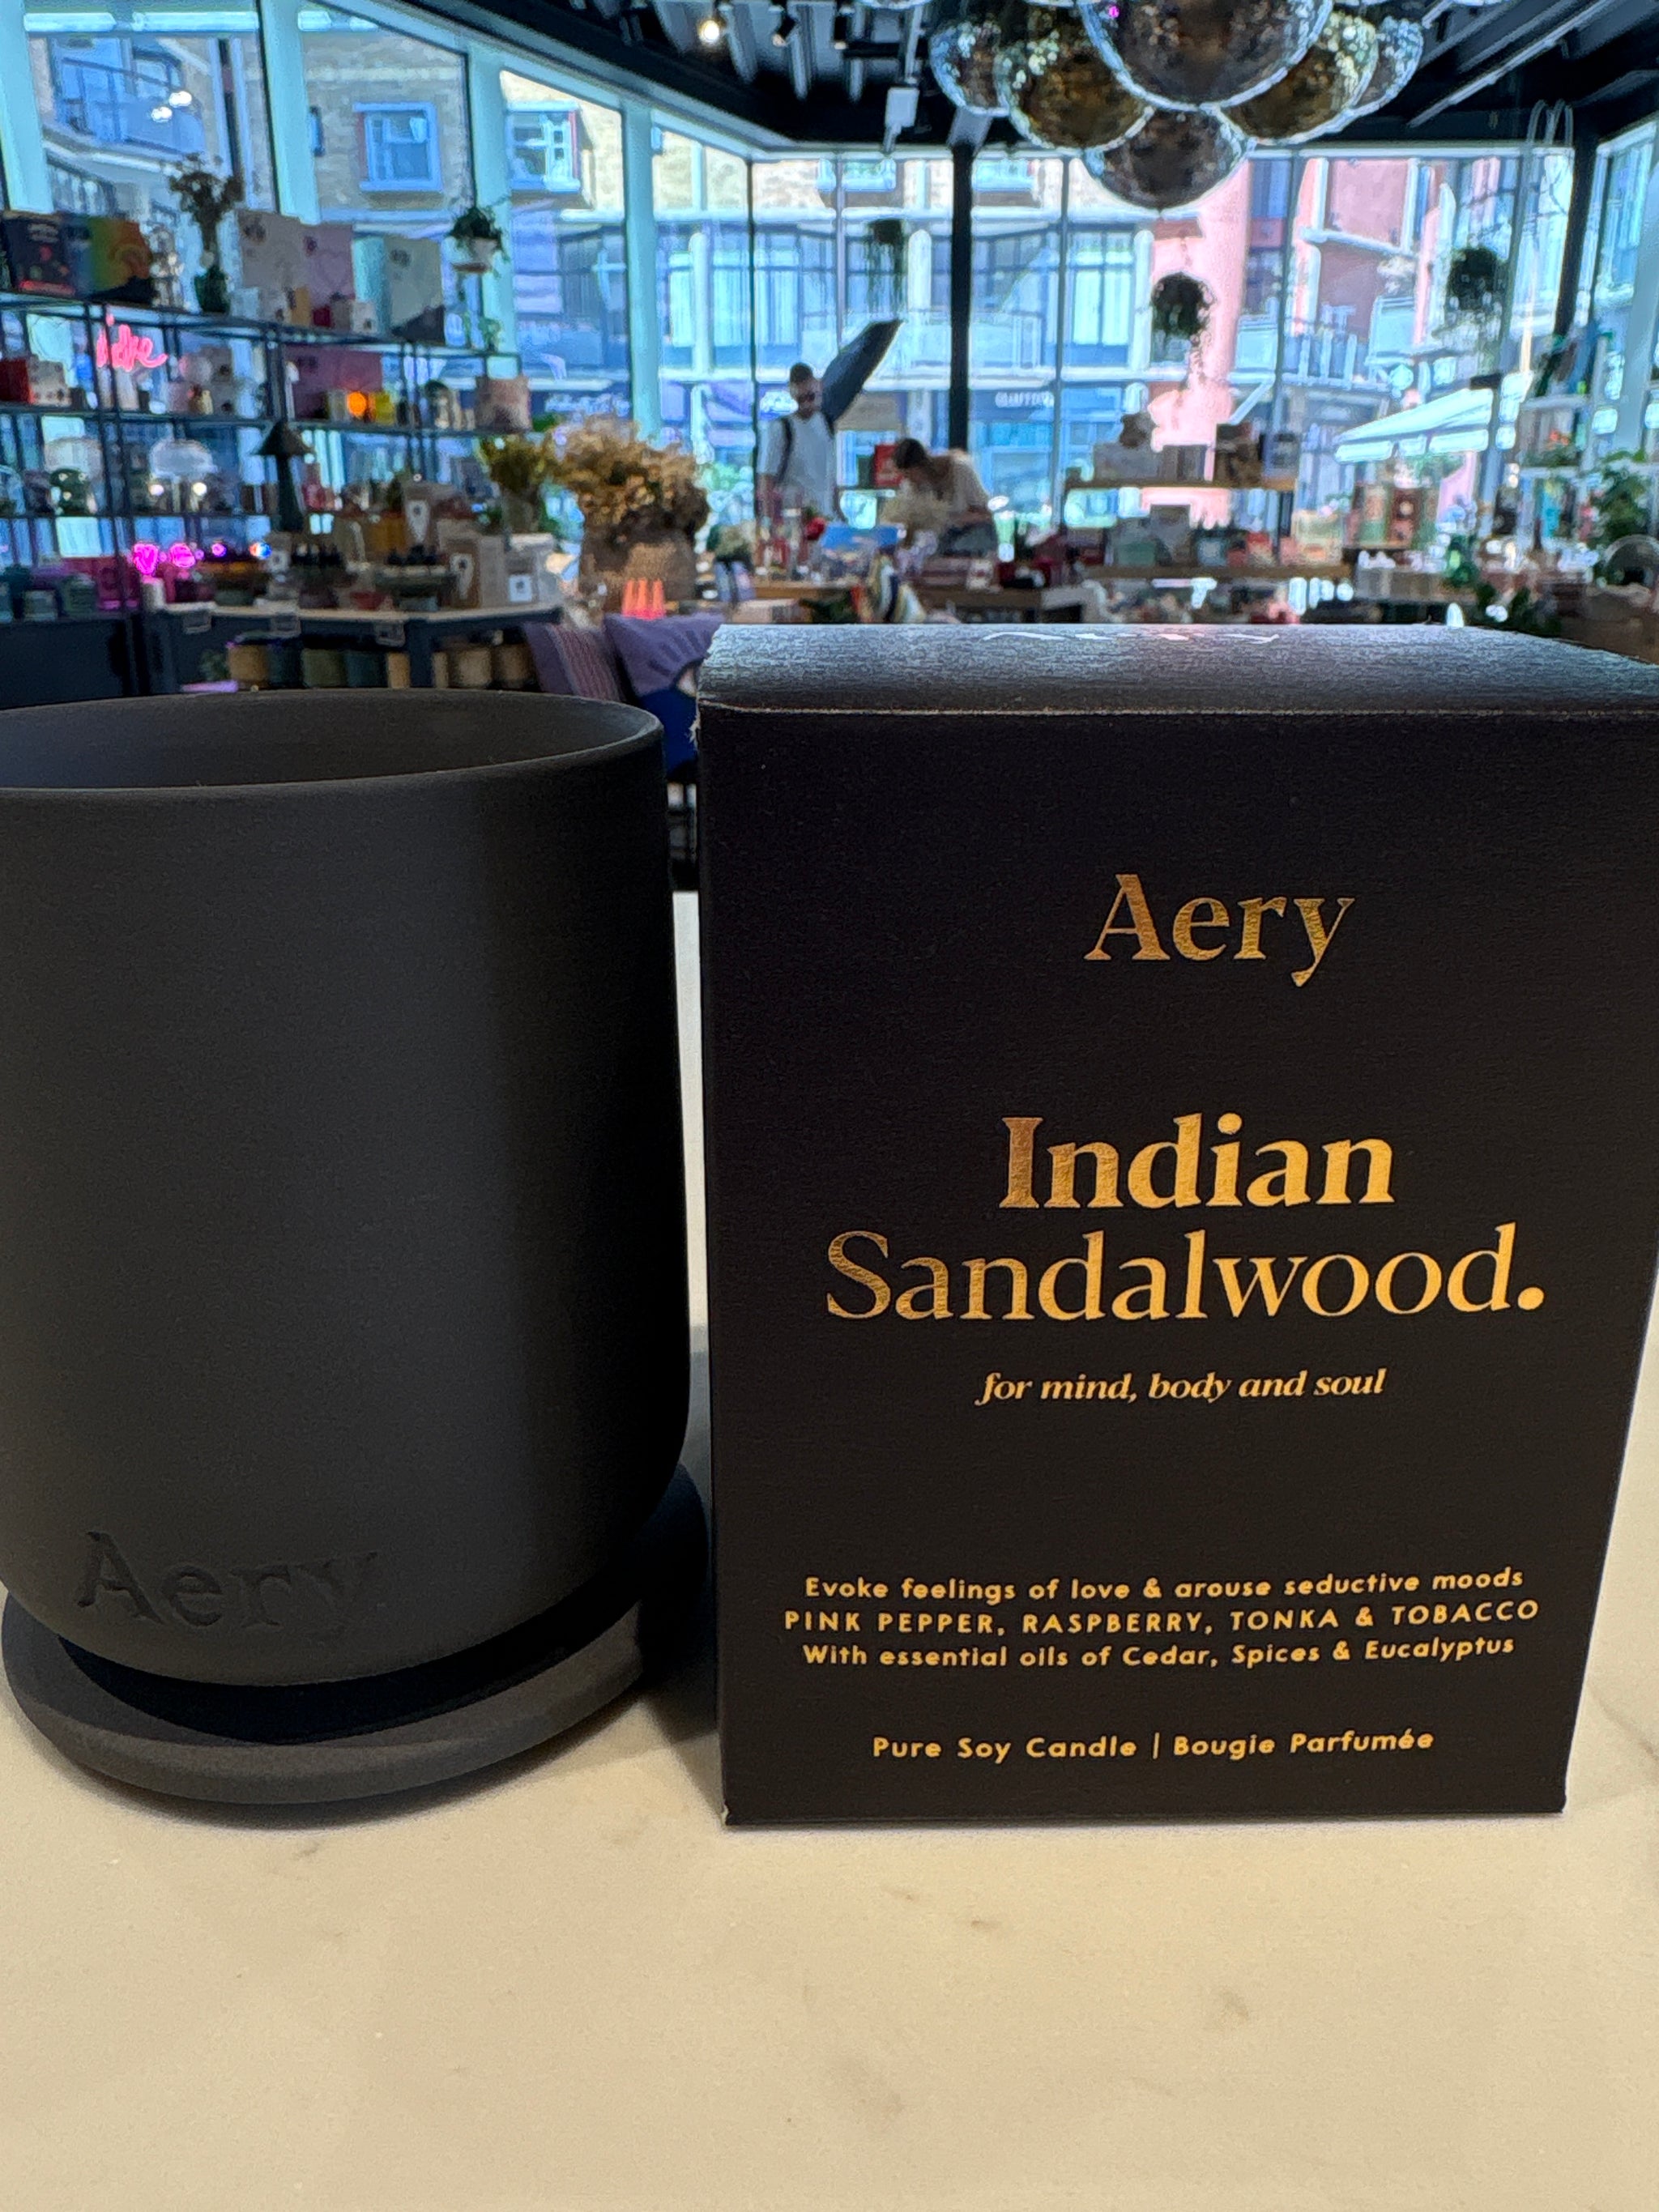 Aery
Indian
Sandalwood.
for mind, body and soul
Evoke feelings of love & arouse seductive moods
PINK PEPPER, RASPBERRY, TONKA & TOBACCO
With essential oils of Cedar, Spices & Eucalyptus
Pure Soy Candle | Bougie Parfumée
Aery